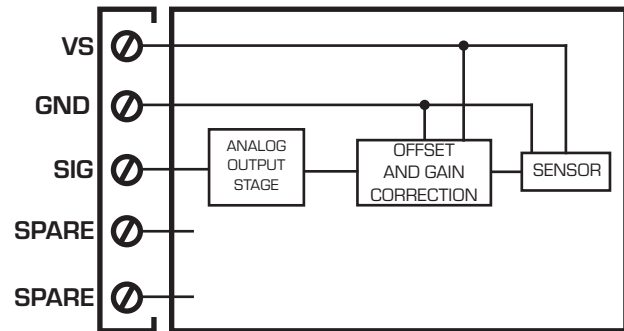 VS
GND
SIG
SPARE
SPARE
ANALOG
OUTPUT
STAGE
OFFSET
AND GAIN
CORRECTION
SENSOR